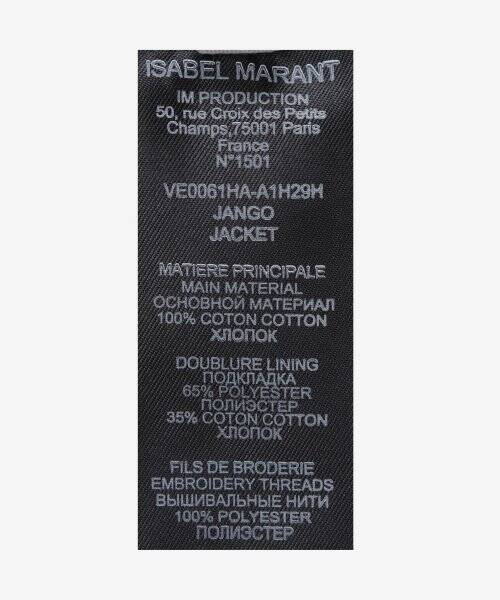 ISABEL MARANT
IM PRODUCTION
50, rue Croix des Petits
Champs,75001 Paris
France
N°1501
VE0061HA-A1H29H
JANGO
JACKET
MATIERE PRINCIPALE
MAIN MATERIAL
ОСНОВНОЙ МАТЕРИАЛ
100% COTON COTTON
ХЛОПОК
DOUBLURE LINING
ПОДКЛАДКА
65% POLYESTER
ПОЛИЭСТЕР
35% COTON COTTON
ХЛОПОК
FILS DE BRODERIE
EMBROIDERY THREADS
ВЫШИВАЛЬНЫЕ НИТИ
100% POLYESTER
ПОЛИЭСТЕР